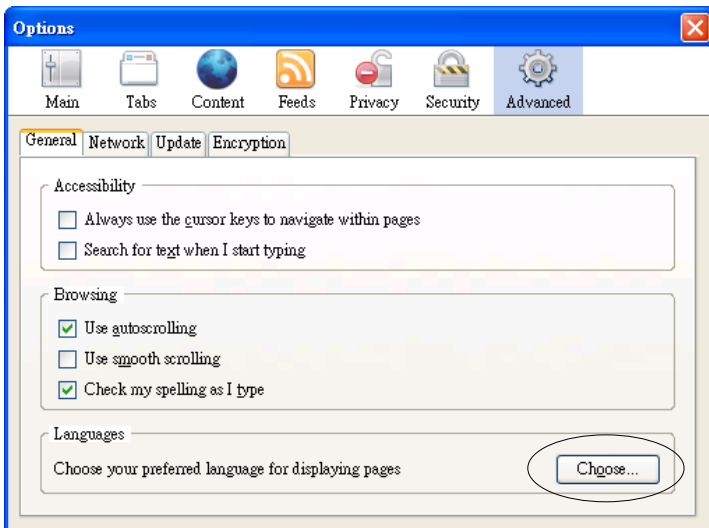 Options
Main Tabs Content Feeds Privacy Security Advanced
General Network Update Encryption
Accessibility
Always use the cursor keys to navigate within pages
Search for text when I start typing
Browsing
Use autoscrolling
Use smooth scrolling
Check my spelling as I type
Languages
Choose your preferred language for displaying pages Choose...